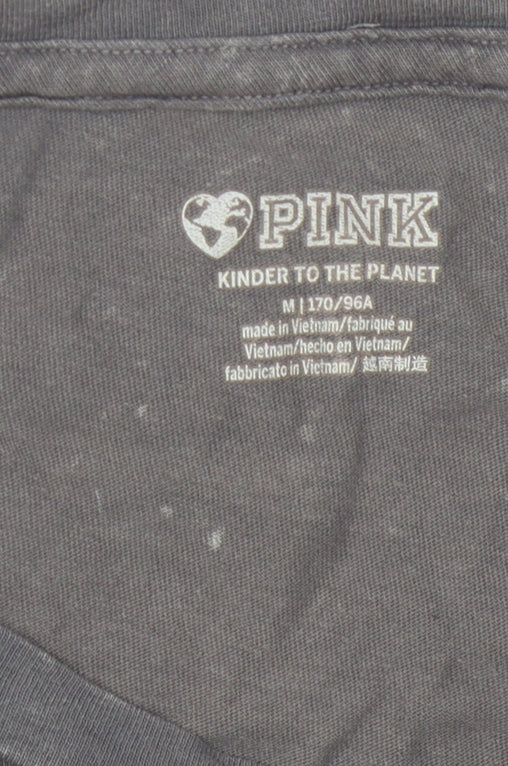 PINK
KINDER TO THE PLANET
M | 170/96A
made in Vietnam/fabriqué au
Vietnam/hecho en Vietnam/
fabbricato in Vietnam/ 越南制造